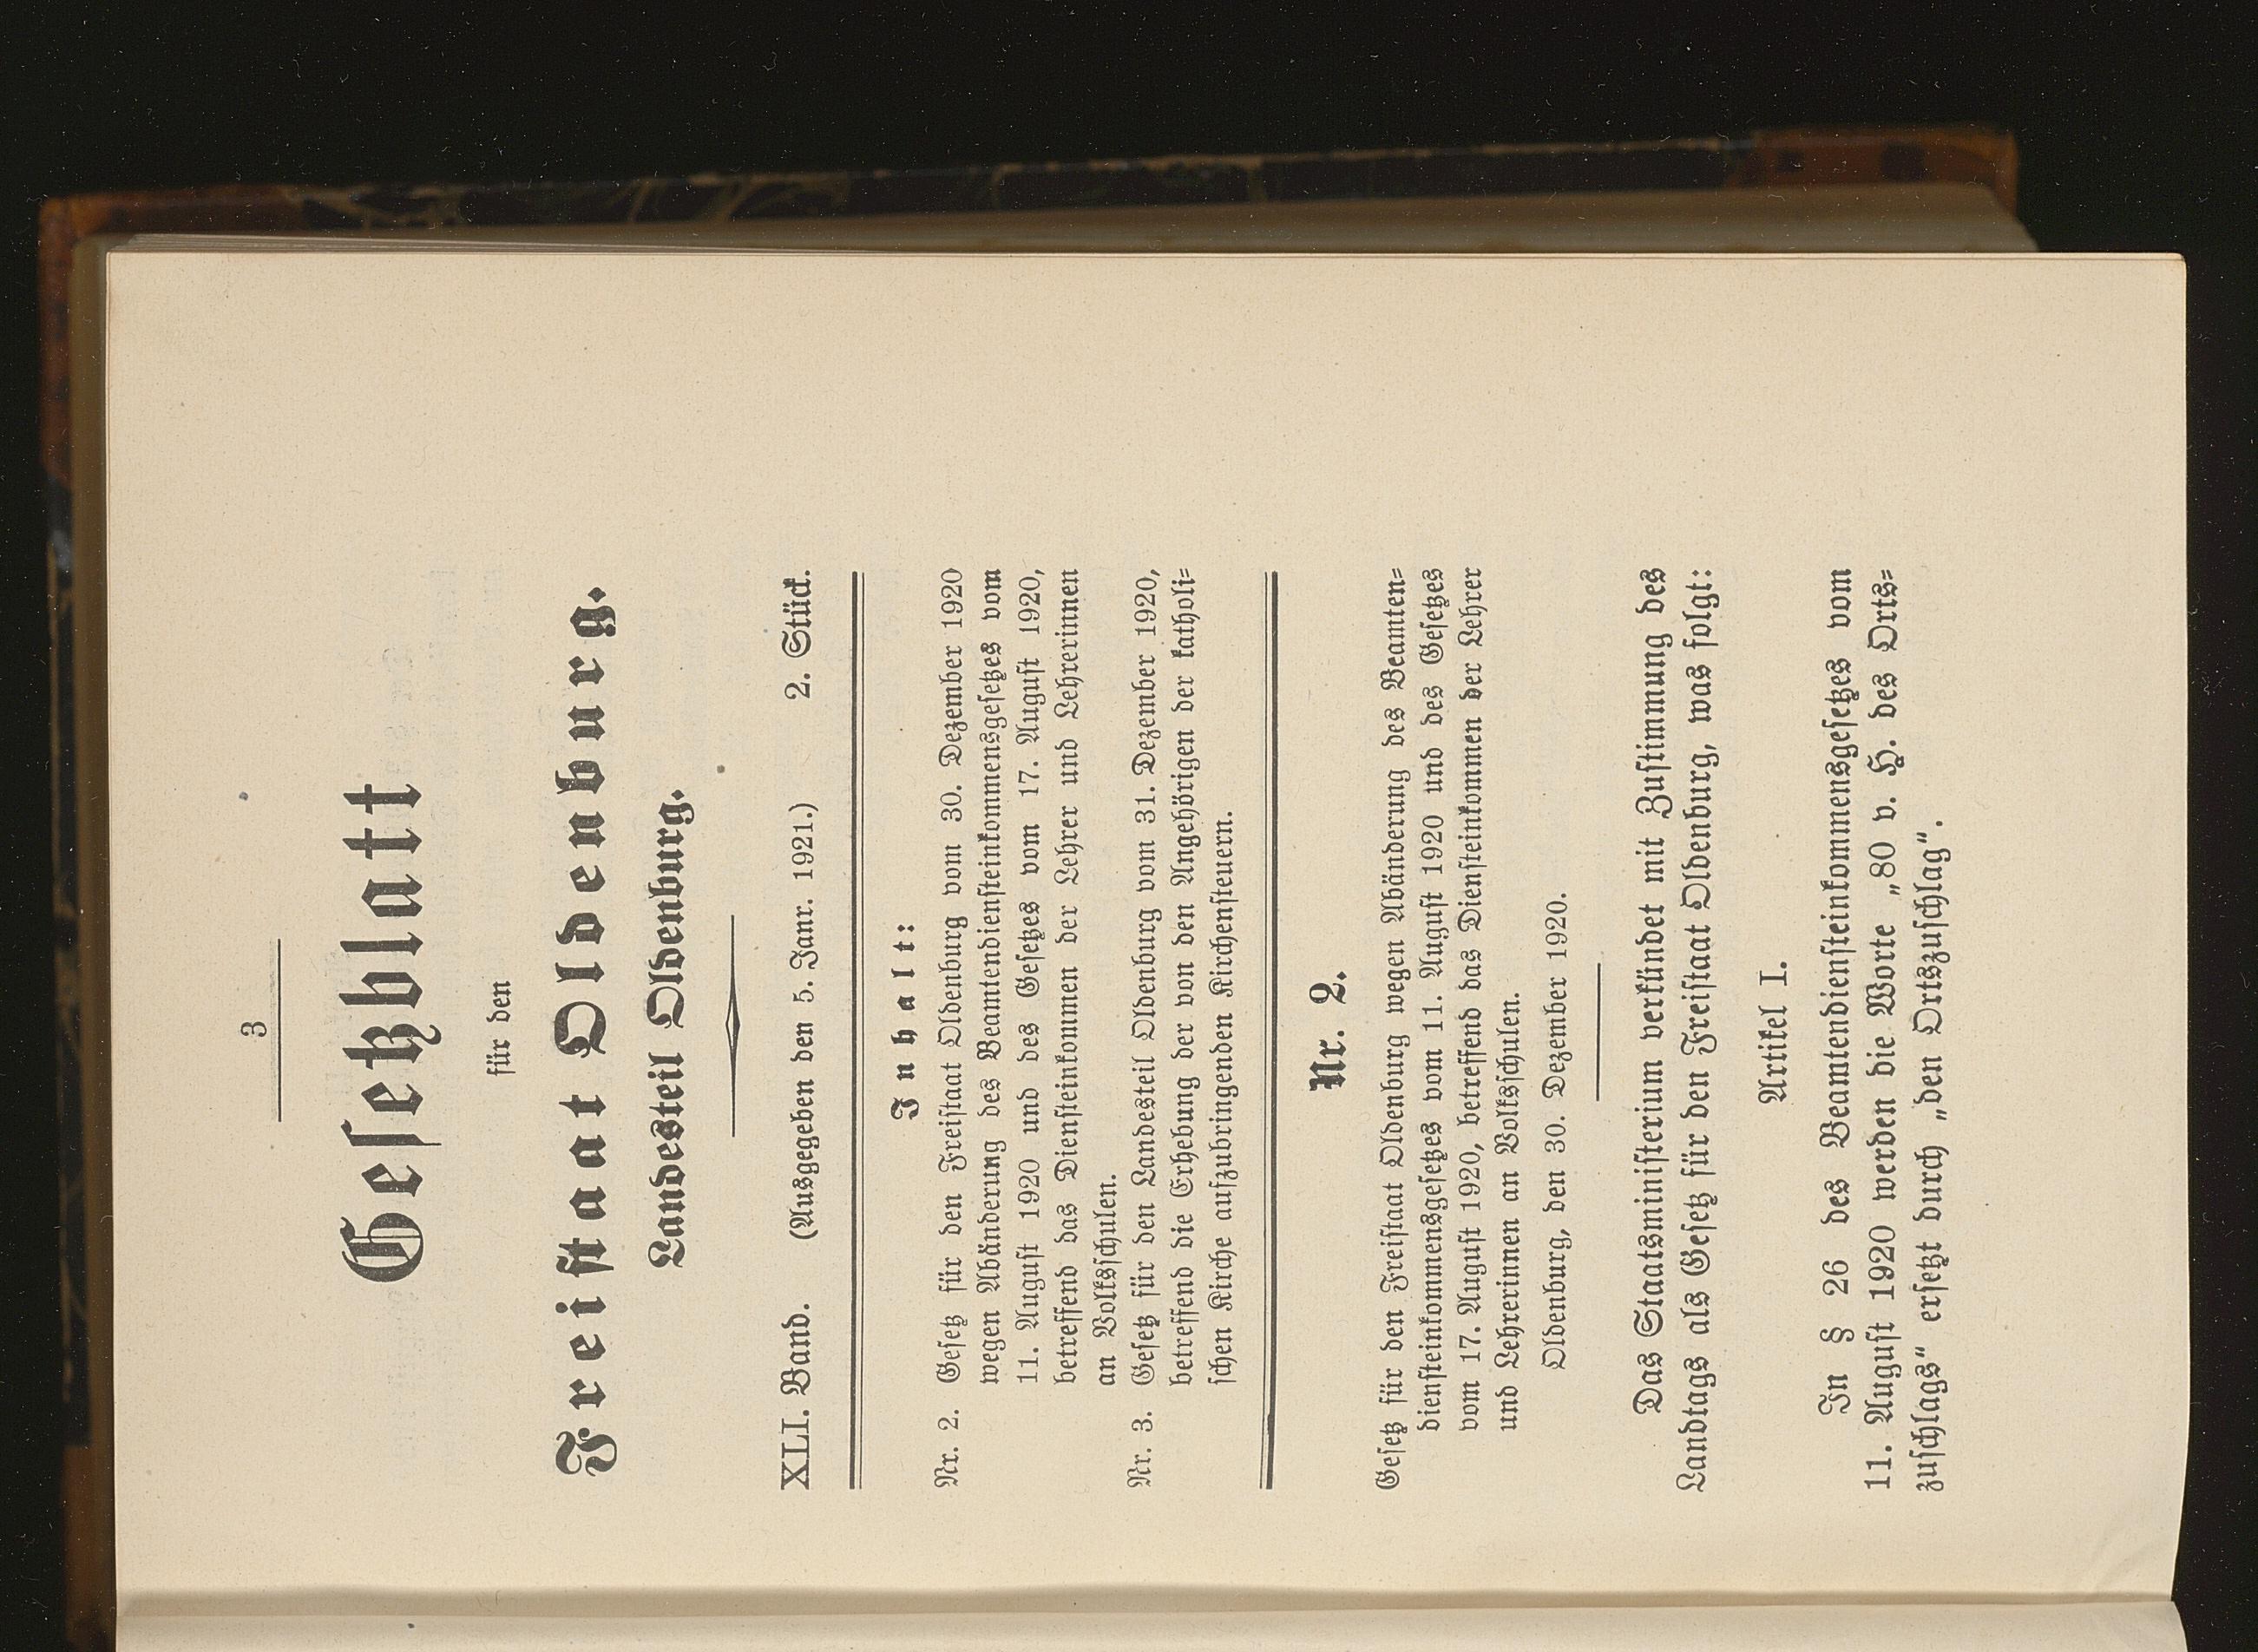 3
Gesetzblatt
für den
Freistaat Oldenburg.
Landesteil Oldenburg.
XLI. Band. (Ausgegeben den 5. Janr. 1921.) 2. Stück.
Inhalt:
Nr. 2. Gesetz für den Freistaat Oldenburg vom 30. Dezember 1920
wegen Abänderung des Beamtendiensteinkommensgesetzes vom
11. August 1920 und des Gesetzes vom 17. August 1920,
betreffend das Diensteinkommen der Lehrer und Lehrerinnen
an Volksschulen.
Nr. 3. Gesetz für den Landesteil Oldenburg vom 31. Dezember 1920,
betreffend die Erhebung der von den Angehörigen der katholi-
schen Kirche aufzubringenden Kirchensteuern.
Nr. 2.
Gesetz für den Freistaat Oldenburg wegen Abänderung des Beamten-
diensteinkommensgesetzes vom 11. August 1920 und des Gesetzes
vom 17. August 1920, betreffend das Diensteinkommen der Lehrer
und Lehrerinnen an Volksschulen.
Oldenburg, den 30. Dezember 1920.
Das Staatsministerium verkündet mit Zustimmung des
Landtags als Gesetz für den Freistaat Oldenburg, was folgt:
Artikel I.
In § 26 des Beamtendiensteinkommensgesetzes vom
11. August 1920 werden die Worte „80 v. H. des Orts-
zuschlags“ ersetzt durch „den Ortszuschlag“.